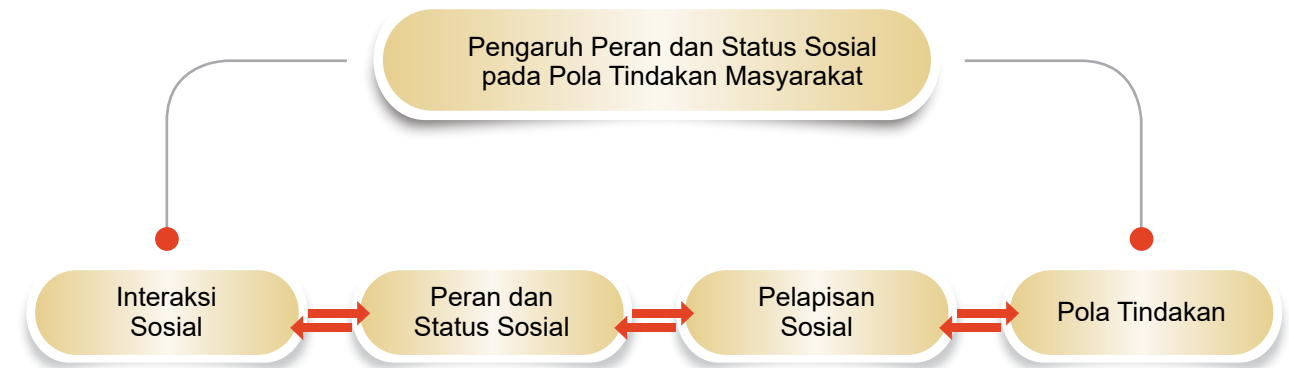 Pengaruh Peran dan Status Sosial
pada Pola Tindakan Masyarakat
Interaksi
Sosial
Peran dan
Status Sosial
Pelapisan
Sosial
Pola Tindakan